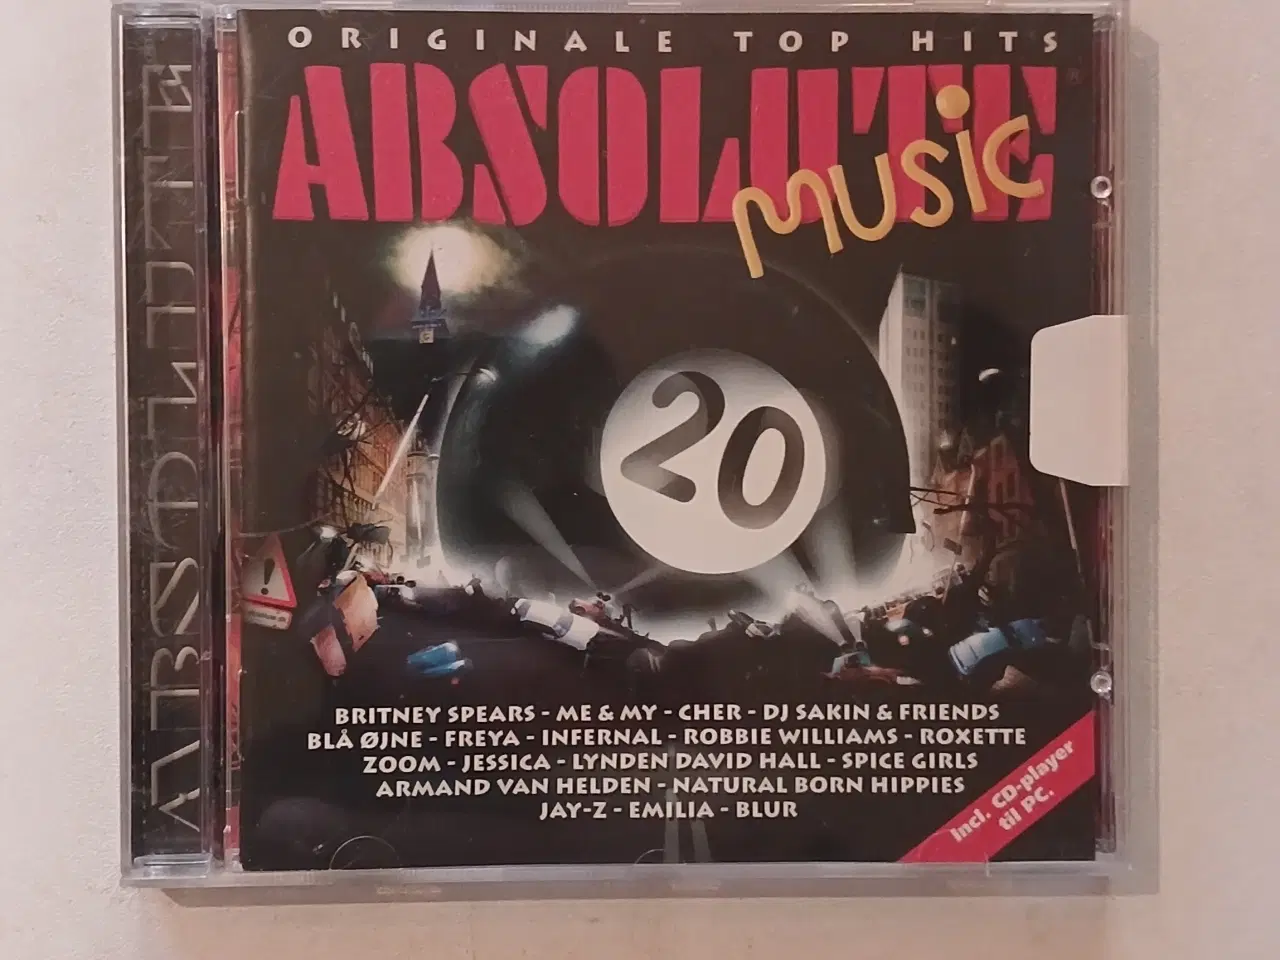 ORIGINALE TOP HITS
ABSOLUTE
MUSIC
20
BRITNEY SPEARS - ME & MY - CHER - DJ SAKIN & FRIENDS
BLÅ ØJNE - FREYA - INFERNAL - ROBBIE WILLIAMS - ROXETTE
ZOOM - JESSICA - LYNDEN DAVID HALL - SPICE GIRLS
ARMAND VAN HELDEN - NATURAL BORN HIPPIES
JAY-Z - EMILIA - BLUR
Incl. CD-player
til PC.
ABSOLUTE